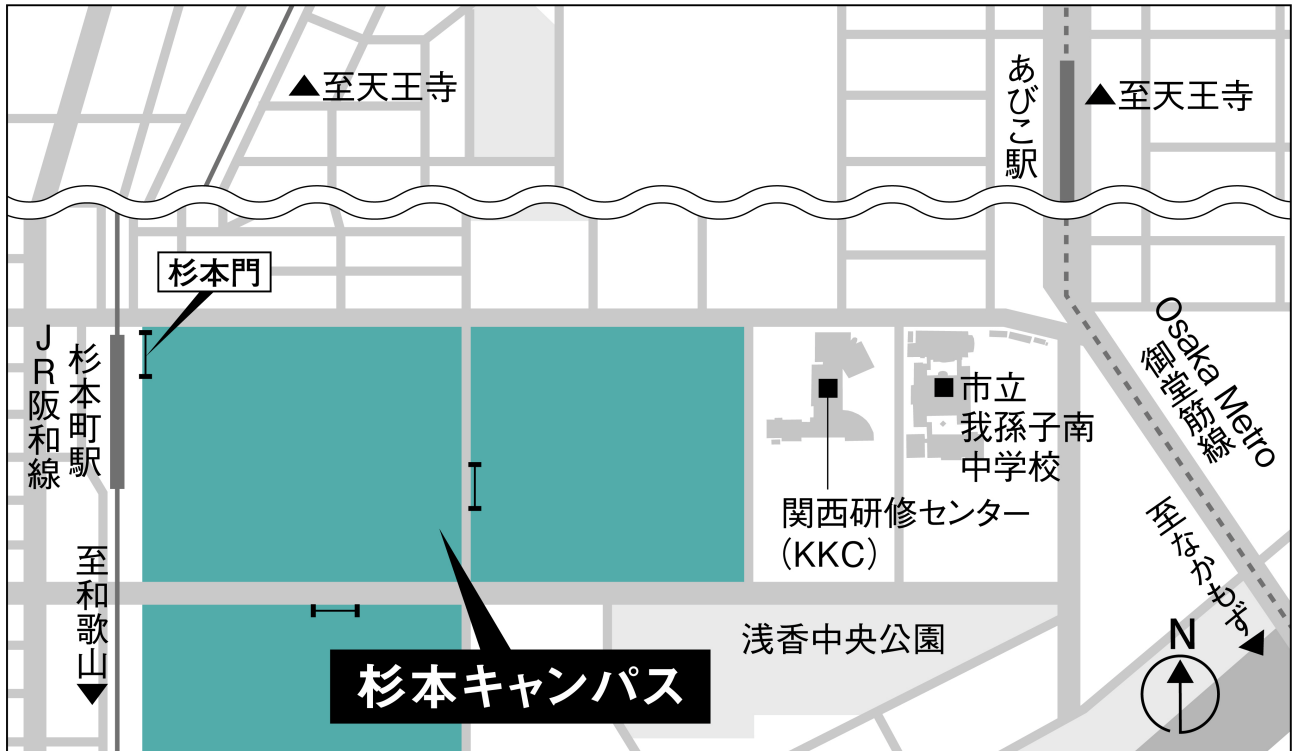 ▲至天王寺
あびこ駅
▲至天王寺
杉本門
JR阪和線
杉本町駅
Osaka Metro
御堂筋線
市立
我孫子南
中学校
関西研修センター
(KKC)
至なかもず▼
至和歌山▼
浅香中央公園
杉本キャンパス
N